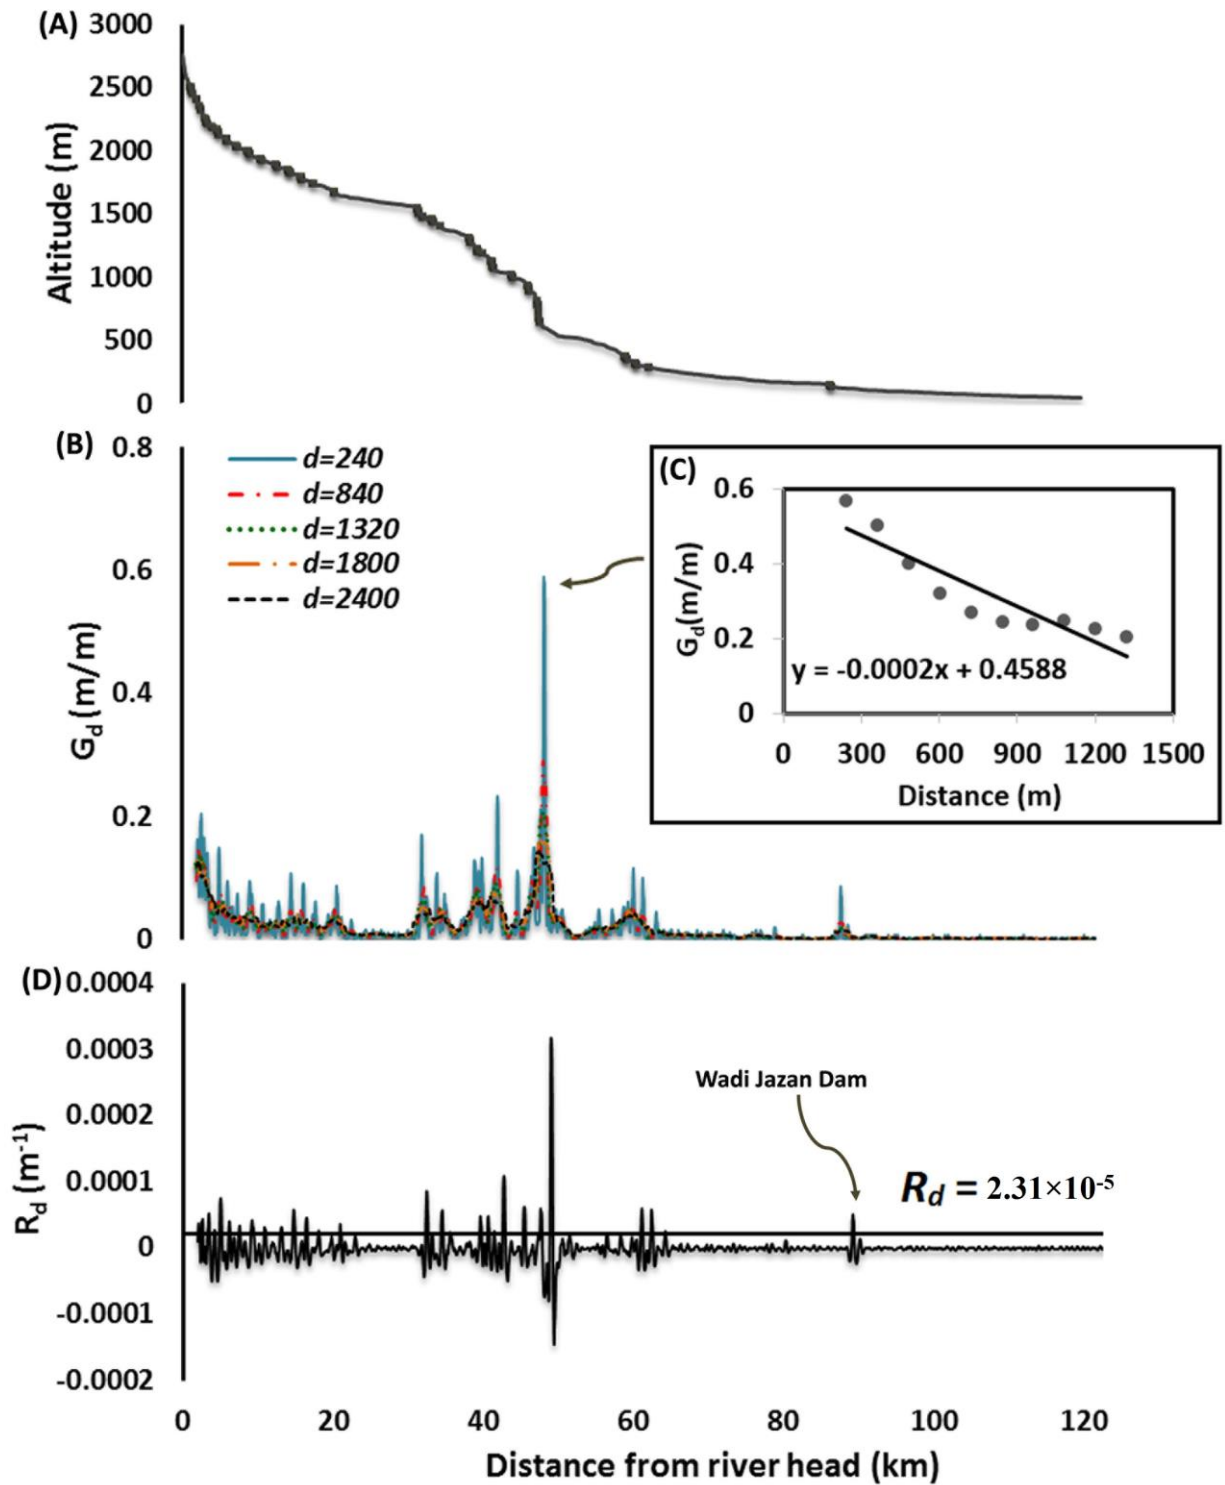 (A)
3000
2500
2000
1500
1000
500
0
Altitude (m)
(B)
0.8
0.6
0.4
0.2
0
Gd (m/m)
d=240
d=840
d=1320
d=1800
d=2400
(C)
0.6
0.4
0.2
0
Gd(m/m)
y = -0.0002x + 0.4588
0 300 600 900 1200 1500
Distance (m)
(D)
0.0004
0.0003
0.0002
0.0001
0
-0.0001
-0.0002
Rd (m-1)
Wadi Jazan Dam
Rd = 2.31×10-5
0 20 40 60 80 100 120
Distance from river head (km)